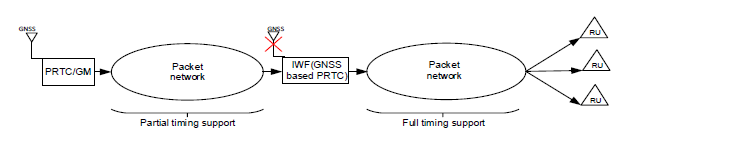 GNSS
GNSS
PRTC/GM
Packet
network
IWF(GNSS
based PRTC)
Packet
network
RU
RU
RU
Partial timing support
Full timing support